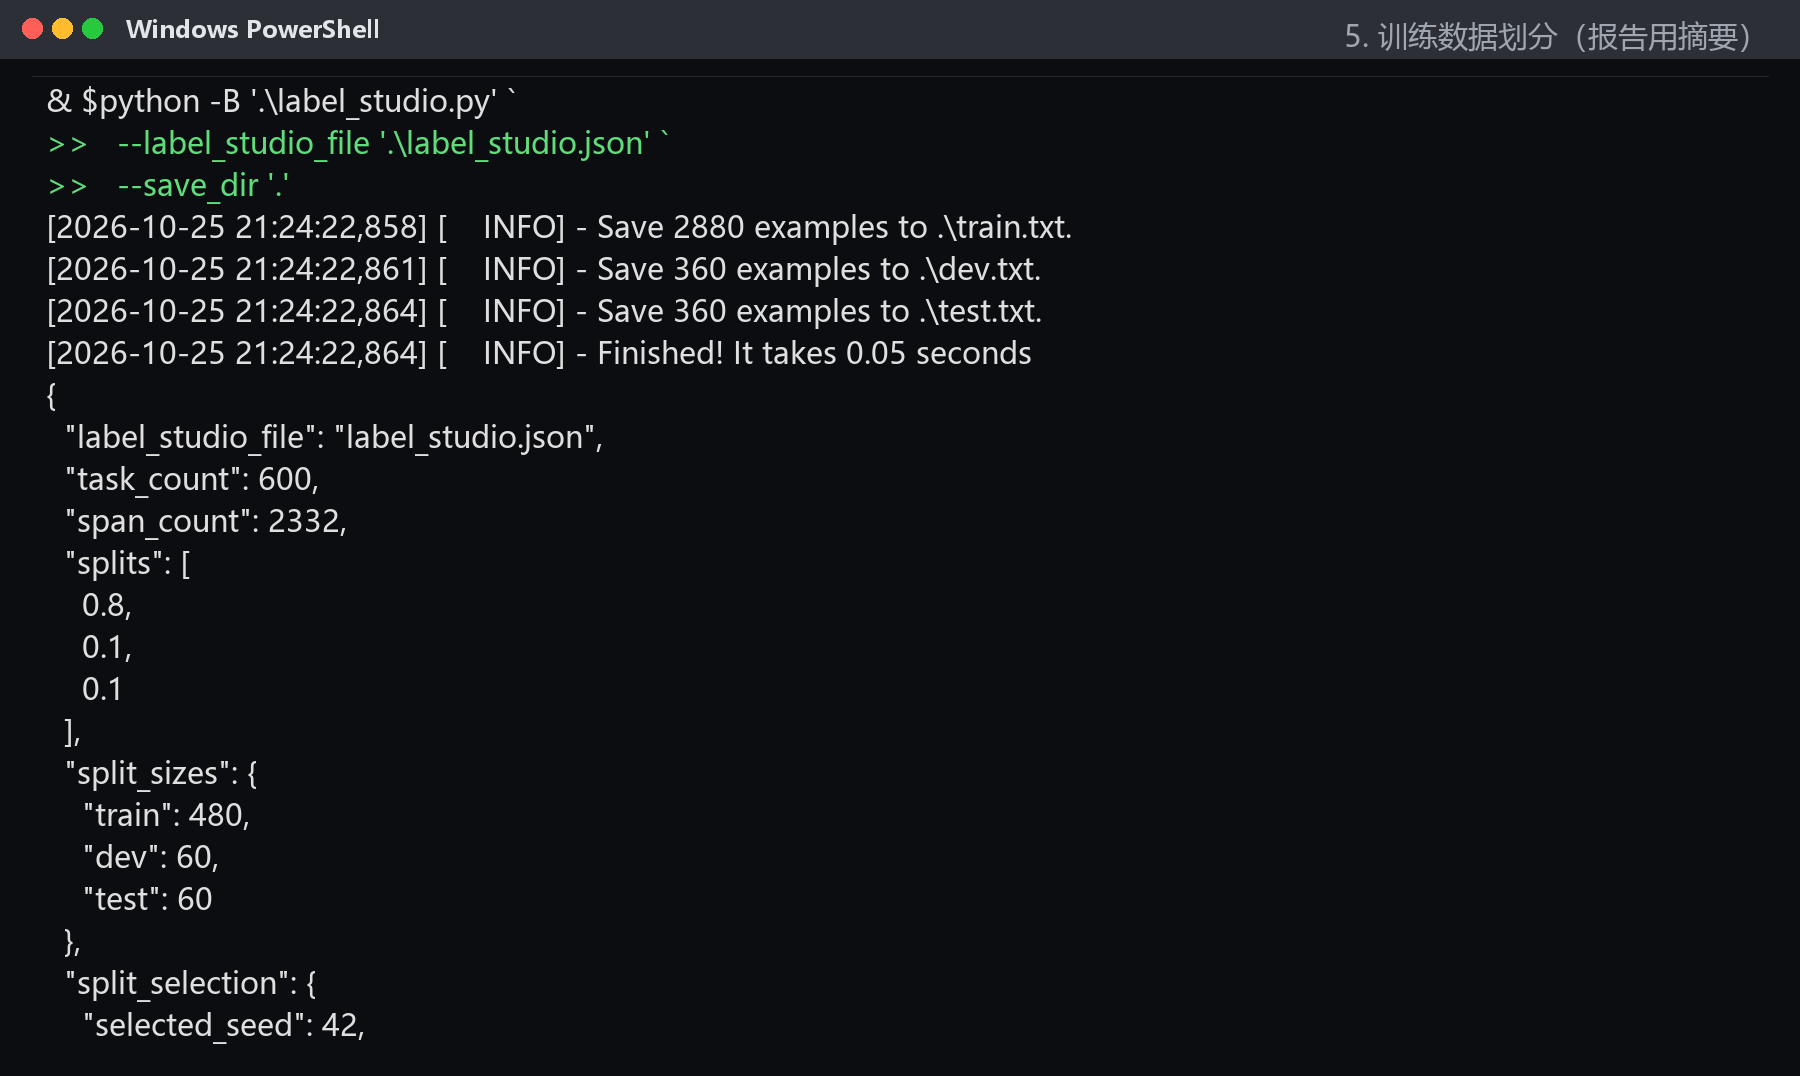 Windows PowerShell
5. 训练数据划分（报告用摘要）
& $python -B '.\label_studio.py' `
>>   --label_studio_file '.\label_studio.json' `
>>   --save_dir '.'
[2026-10-25 21:24:22,858] [    INFO] - Save 2880 examples to .\train.txt.
[2026-10-25 21:24:22,861] [    INFO] - Save 360 examples to .\dev.txt.
[2026-10-25 21:24:22,864] [    INFO] - Save 360 examples to .\test.txt.
[2026-10-25 21:24:22,864] [    INFO] - Finished! It takes 0.05 seconds
{
  "label_studio_file": "label_studio.json",
  "task_count": 600,
  "span_count": 2332,
  "splits": [
    0.8,
    0.1,
    0.1
  ],
  "split_sizes": {
    "train": 480,
    "dev": 60,
    "test": 60
  },
  "split_selection": {
    "selected_seed": 42,